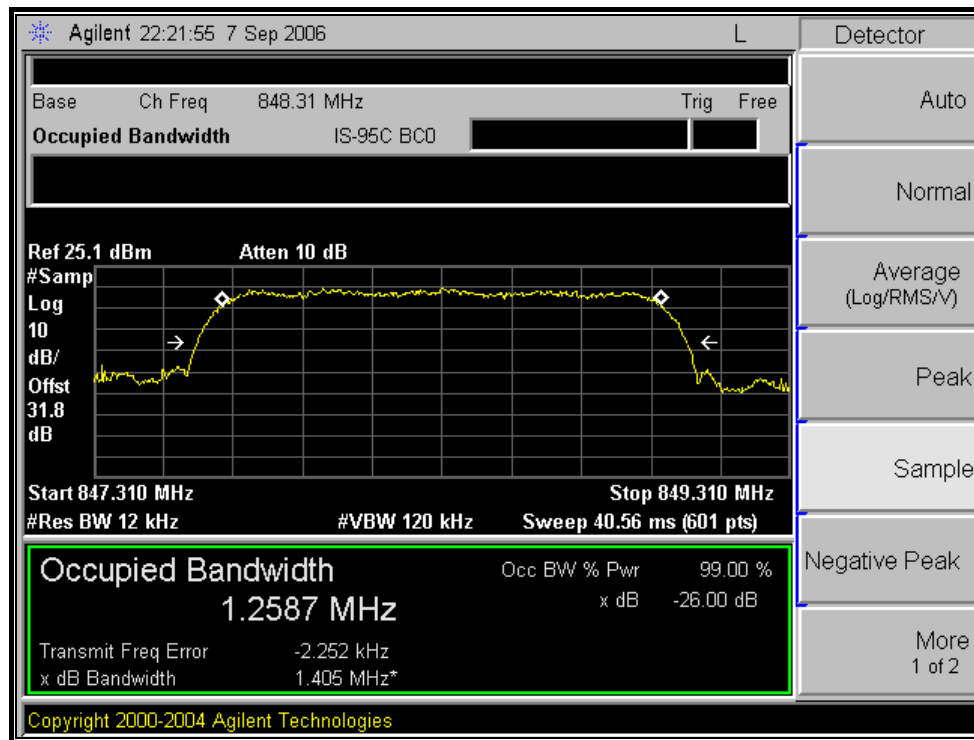 Agilent 22:21:55 7 Sep 2006 L
Detector
Base Ch Freq 848.31 MHz Trig Free
Occupied Bandwidth IS-95C BC0
Ref 25.1 dBm Atten 10 dB
#Samp
Log
10
dB/
Offst
31.8
dB
Start 847.310 MHz Stop 849.310 MHz
#Res BW 12 kHz #VBW 120 kHz Sweep 40.56 ms (601 pts)
Occupied Bandwidth
1.2587 MHz
Occ BW % Pwr 99.00 %
x dB -26.00 dB
Transmit Freq Error -2.252 kHz
x dB Bandwidth 1.405 MHz*
Copyright 2000-2004 Agilent Technologies
Auto
Normal
Average
(Log/RMS/V)
Peak
Sample
Negative Peak
More
1 of 2